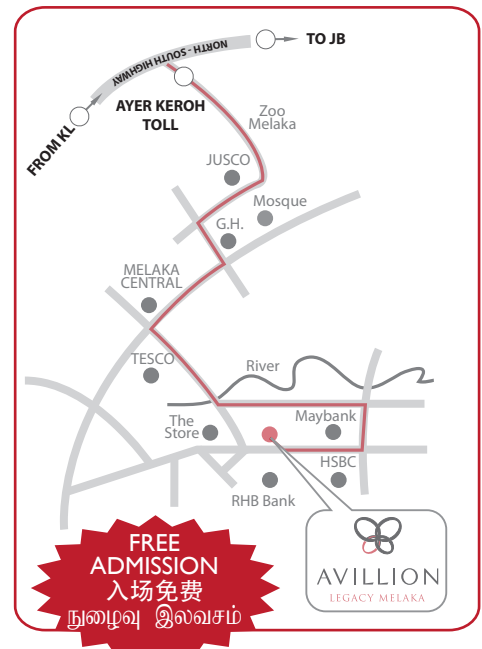 NORTH - SOUTH HIGHWAY
TO JB
FROM KL
AYER KEROH
TOLL
Zoo
Melaka
JUSCO
Mosque
G.H.
MELAKA
CENTRAL
TESCO
River
The
Store
Maybank
HSBC
RHB Bank
AVILLION
LEGACY MELAKA
FREE
ADMISSION
入场免费
நுழைவு இலவசம்